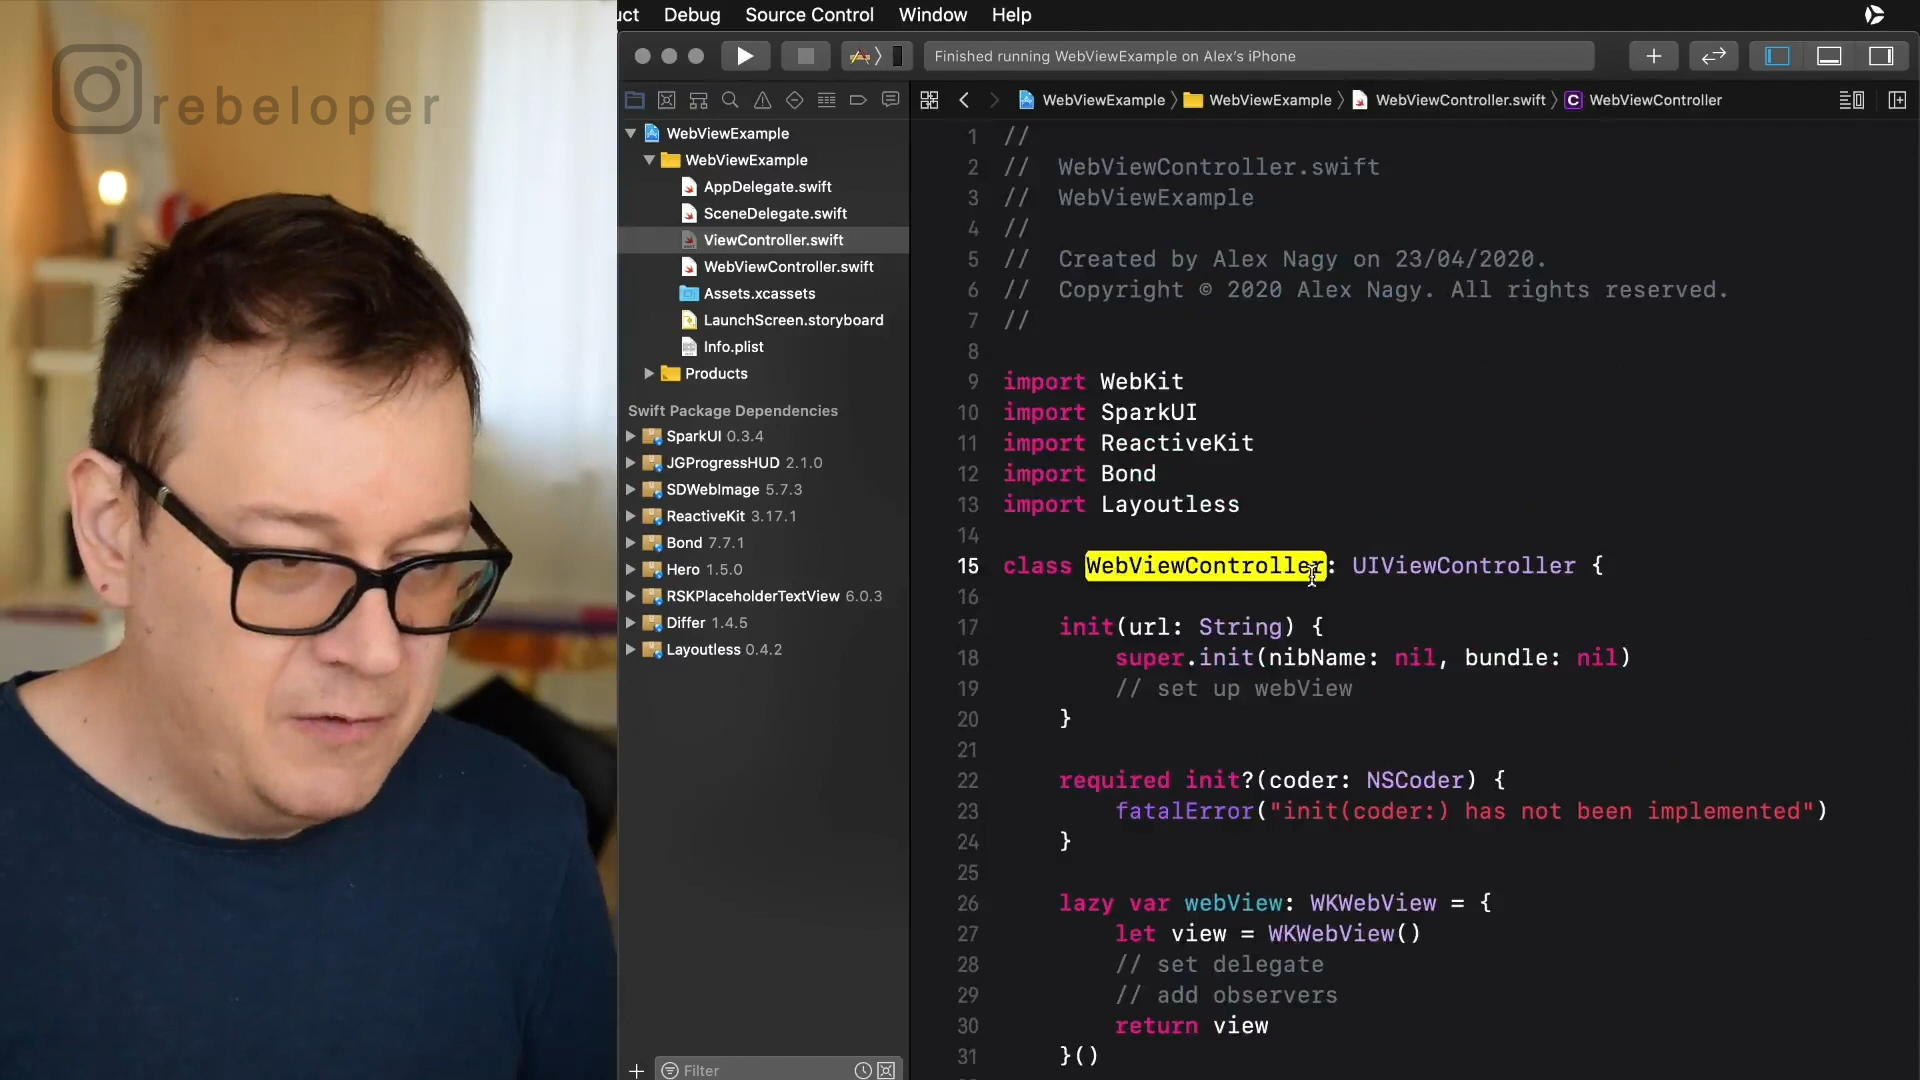 uct Debug Source Control Window Help
rebeloper
Finished running WebViewExample on Alex's iPhone
WebViewExample WebViewExample WebViewController.swift C WebViewController
WebViewExample
WebViewExample
AppDelegate.swift
SceneDelegate.swift
ViewController.swift
WebViewController.swift
Assets.xcassets
LaunchScreen.storyboard
Info.plist
Products
Swift Package Dependencies
SparkUI 0.3.4
JGProgressHUD 2.1.0
SDWebImage 5.7.3
ReactiveKit 3.17.1
Bond 7.7.1
Hero 1.5.0
RSKPlaceholderTextView 6.0.3
Differ 1.4.5
Layoutless 0.4.2
Filter
1 //
2 // WebViewController.swift
3 // WebViewExample
4 //
5 // Created by Alex Nagy on 23/04/2020.
6 // Copyright © 2020 Alex Nagy. All rights reserved.
7 //
8
9 import WebKit
10 import SparkUI
11 import ReactiveKit
12 import Bond
13 import Layoutless
14
15 class WebViewController: UIViewController {
16
17 init(url: String) {
18 super.init(nibName: nil, bundle: nil)
19 // set up webView
20 }
21
22 required init?(coder: NSCoder) {
23 fatalError("init(coder:) has not been implemented")
24 }
25
26 lazy var webView: WKWebView = {
27 let view = WKWebView()
28 // set delegate
29 // add observers
30 return view
31 }()